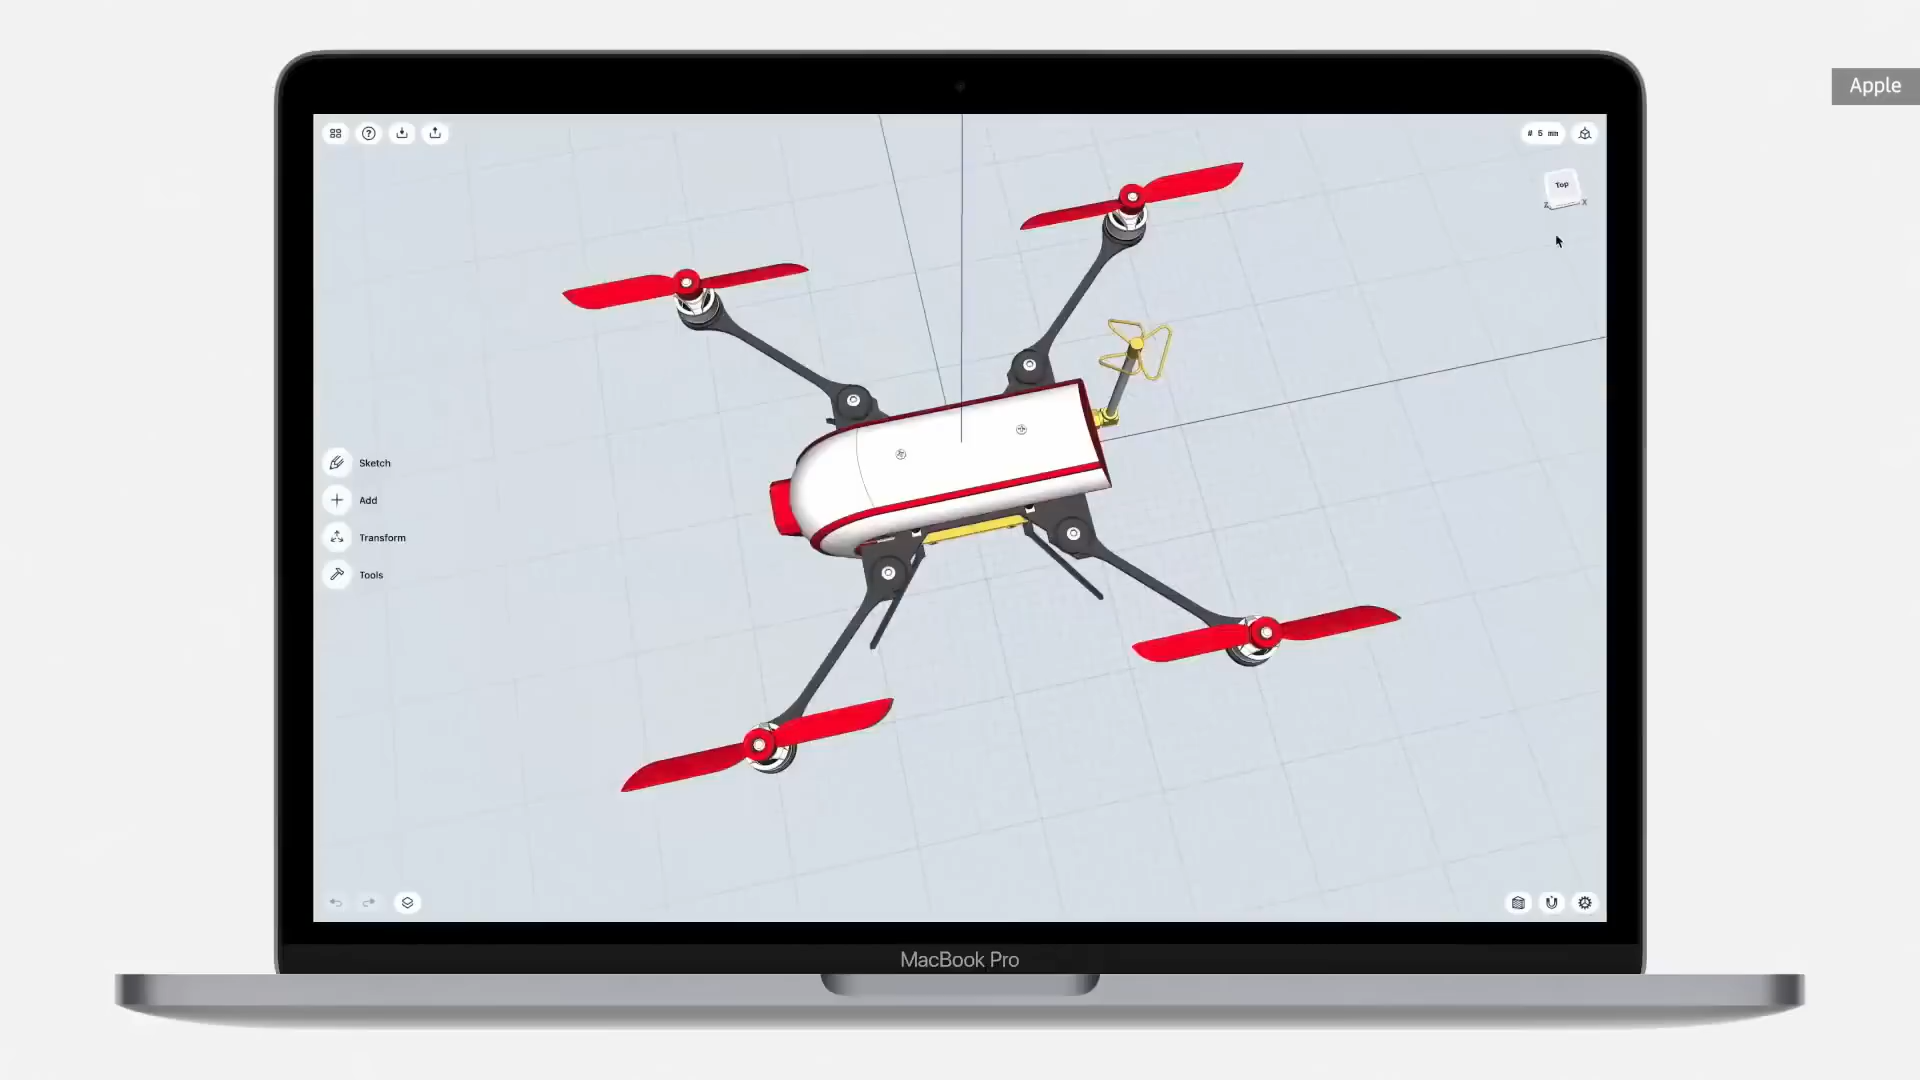 Apple
# 5 mm
Top
Z
X
Sketch
Add
Transform
Tools
MacBook Pro